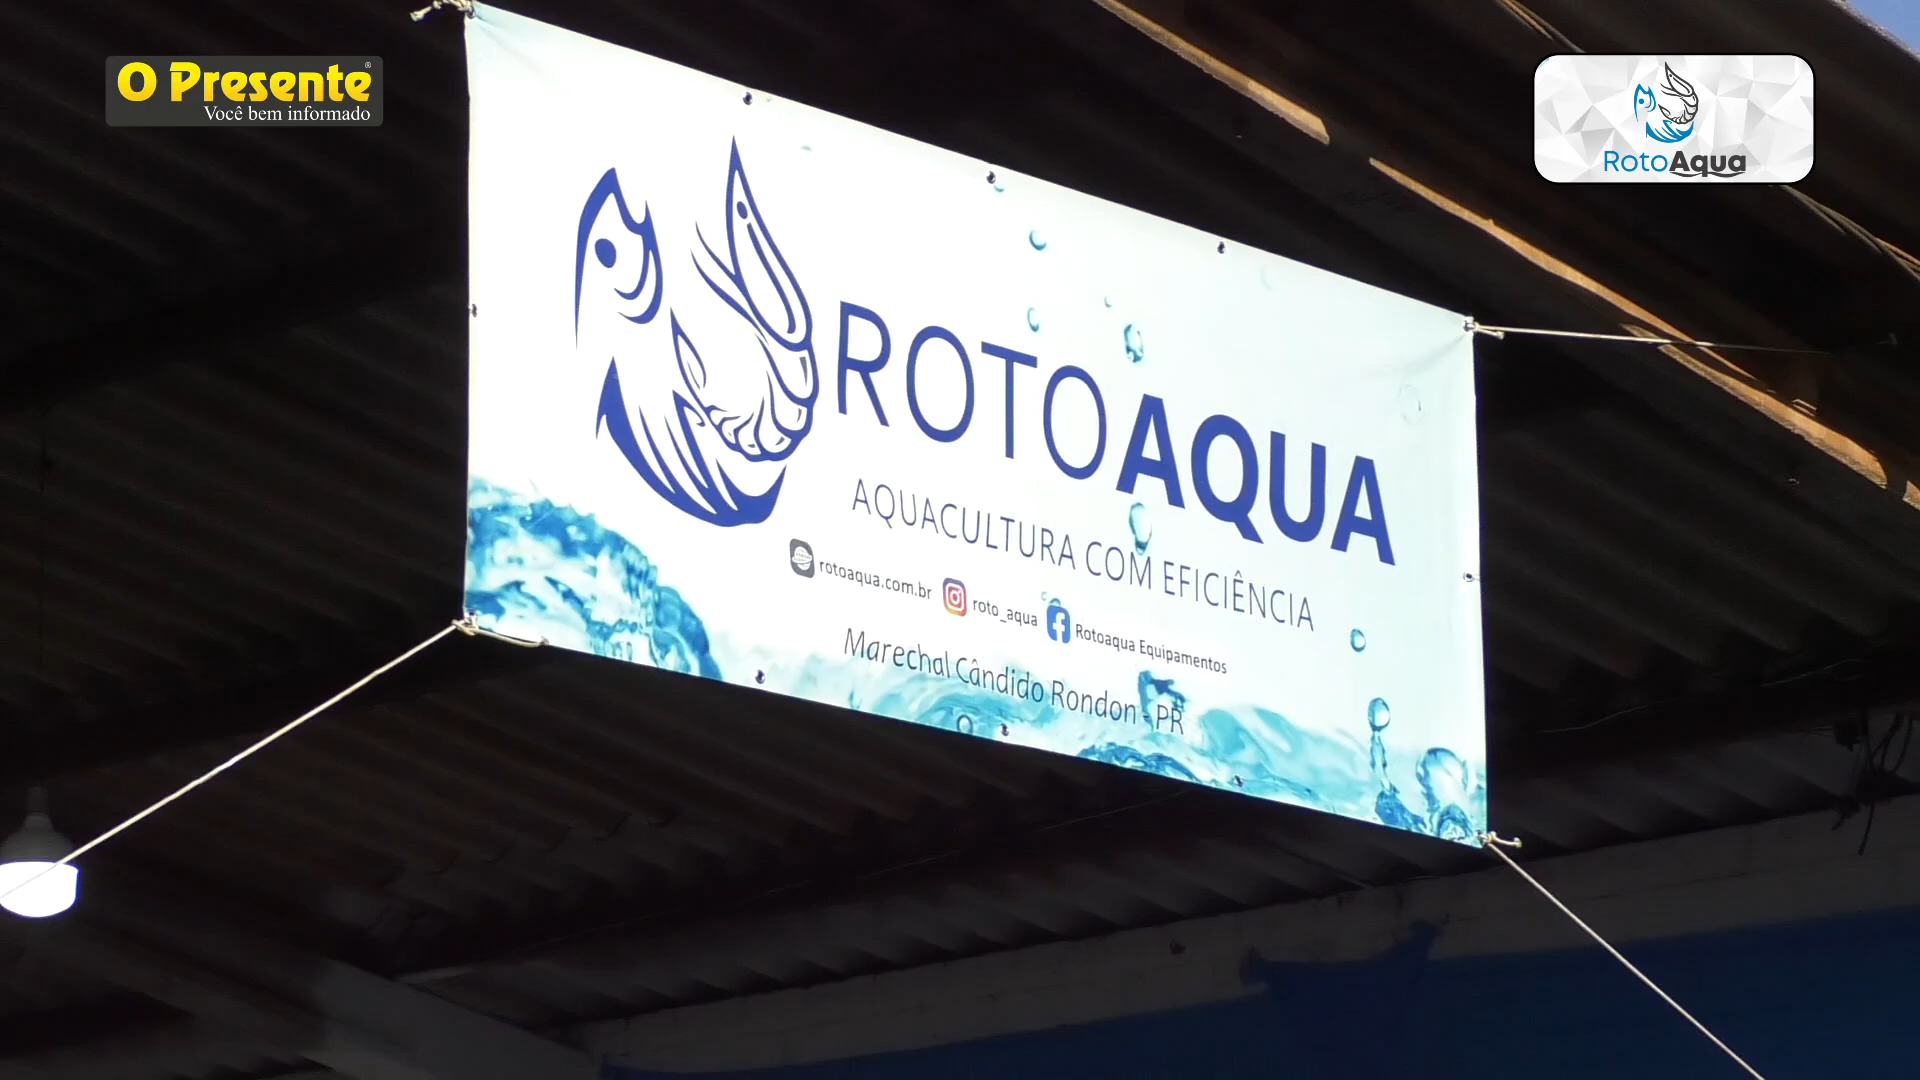 O Presente®
Você bem informado
RotoAqua
ROTOAQUA
AQUACULTURA COM EFICIÊNCIA
rotoaqua.com.br roto_aqua Rotoaqua Equipamentos
Marechal Cândido Rondon - PR